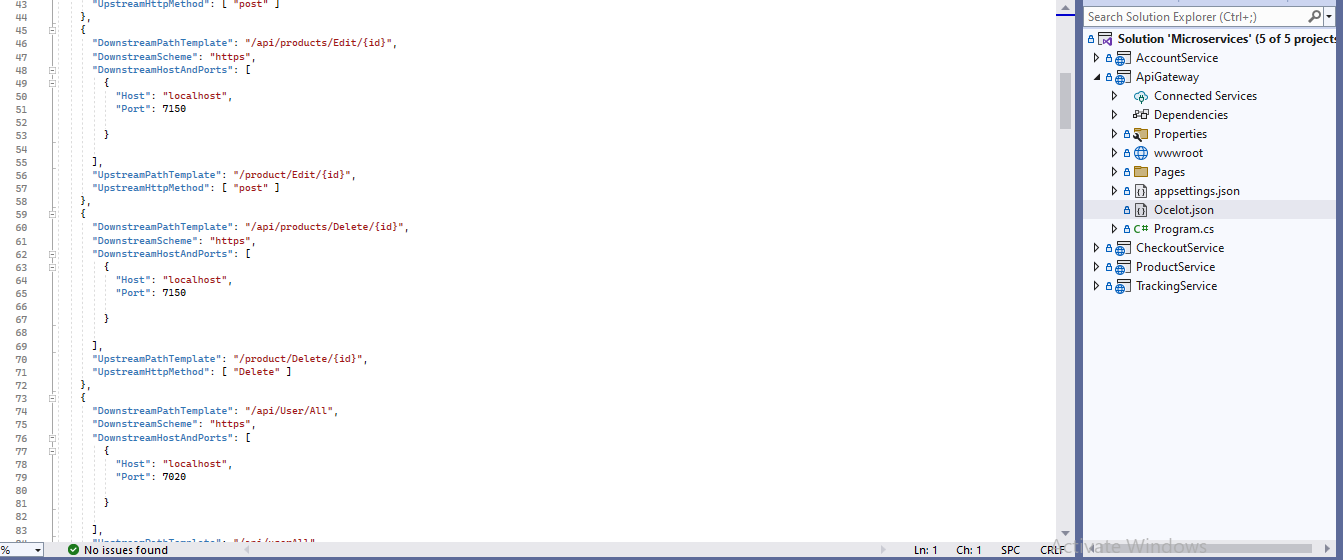 43 "UpstreamHttpMethod": [ "post" ]
44 },
45 {
46 "DownstreamPathTemplate": "/api/products/Edit/{id}",
47 "DownstreamScheme": "https",
48 "DownstreamHostAndPorts": [
49 {
50 "Host": "localhost",
51 "Port": 7150
52
53 }
54
55 ],
56 "UpstreamPathTemplate": "/product/Edit/{id}",
57 "UpstreamHttpMethod": [ "post" ]
58 },
59 {
60 "DownstreamPathTemplate": "/api/products/Delete/{id}",
61 "DownstreamScheme": "https",
62 "DownstreamHostAndPorts": [
63 {
64 "Host": "localhost",
65 "Port": 7150
66
67 }
68
69 ],
70 "UpstreamPathTemplate": "/product/Delete/{id}",
71 "UpstreamHttpMethod": [ "Delete" ]
72 },
73 {
74 "DownstreamPathTemplate": "/api/User/All",
75 "DownstreamScheme": "https",
76 "DownstreamHostAndPorts": [
77 {
78 "Host": "localhost",
79 "Port": 7020
80
81 }
82
83 ],
% No issues found Ln: 1 Ch: 1 SPC CRLF
Search Solution Explorer (Ctrl+;)
Solution 'Microservices' (5 of 5 projects
AccountService
ApiGateway
Connected Services
Dependencies
Properties
wwwroot
Pages
appsettings.json
Ocelot.json
C# Program.cs
CheckoutService
ProductService
TrackingService
Activate Windows